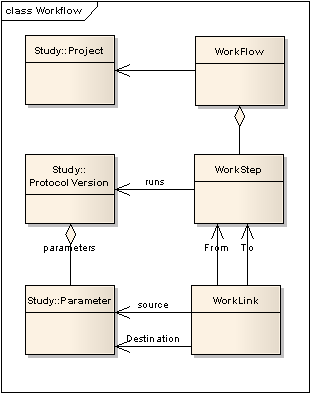 class Workflow
Study::Project
WorkFlow
Study::
Protocol Version
runs
WorkStep
parameters
From
To
Study::Parameter
source
WorkLink
Destination